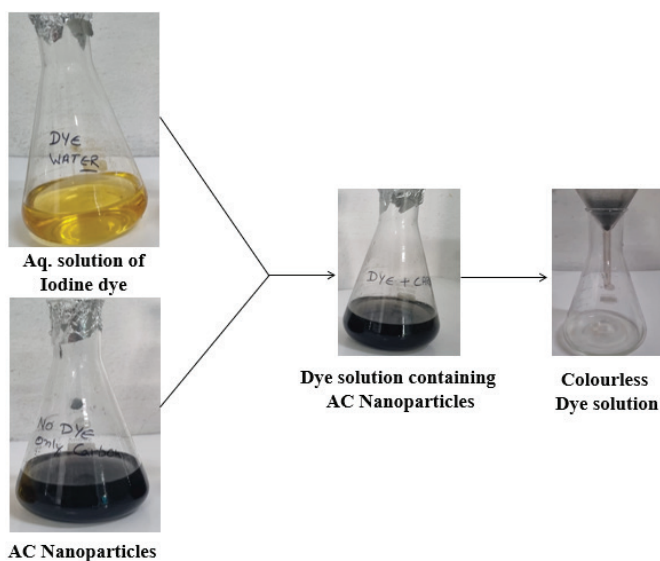 DYE
WATER
Aq. solution of
Iodine dye
No DYE
Only Carbon
AC Nanoparticles
DYE +
Dye solution containing
AC Nanoparticles
Colourless
Dye solution